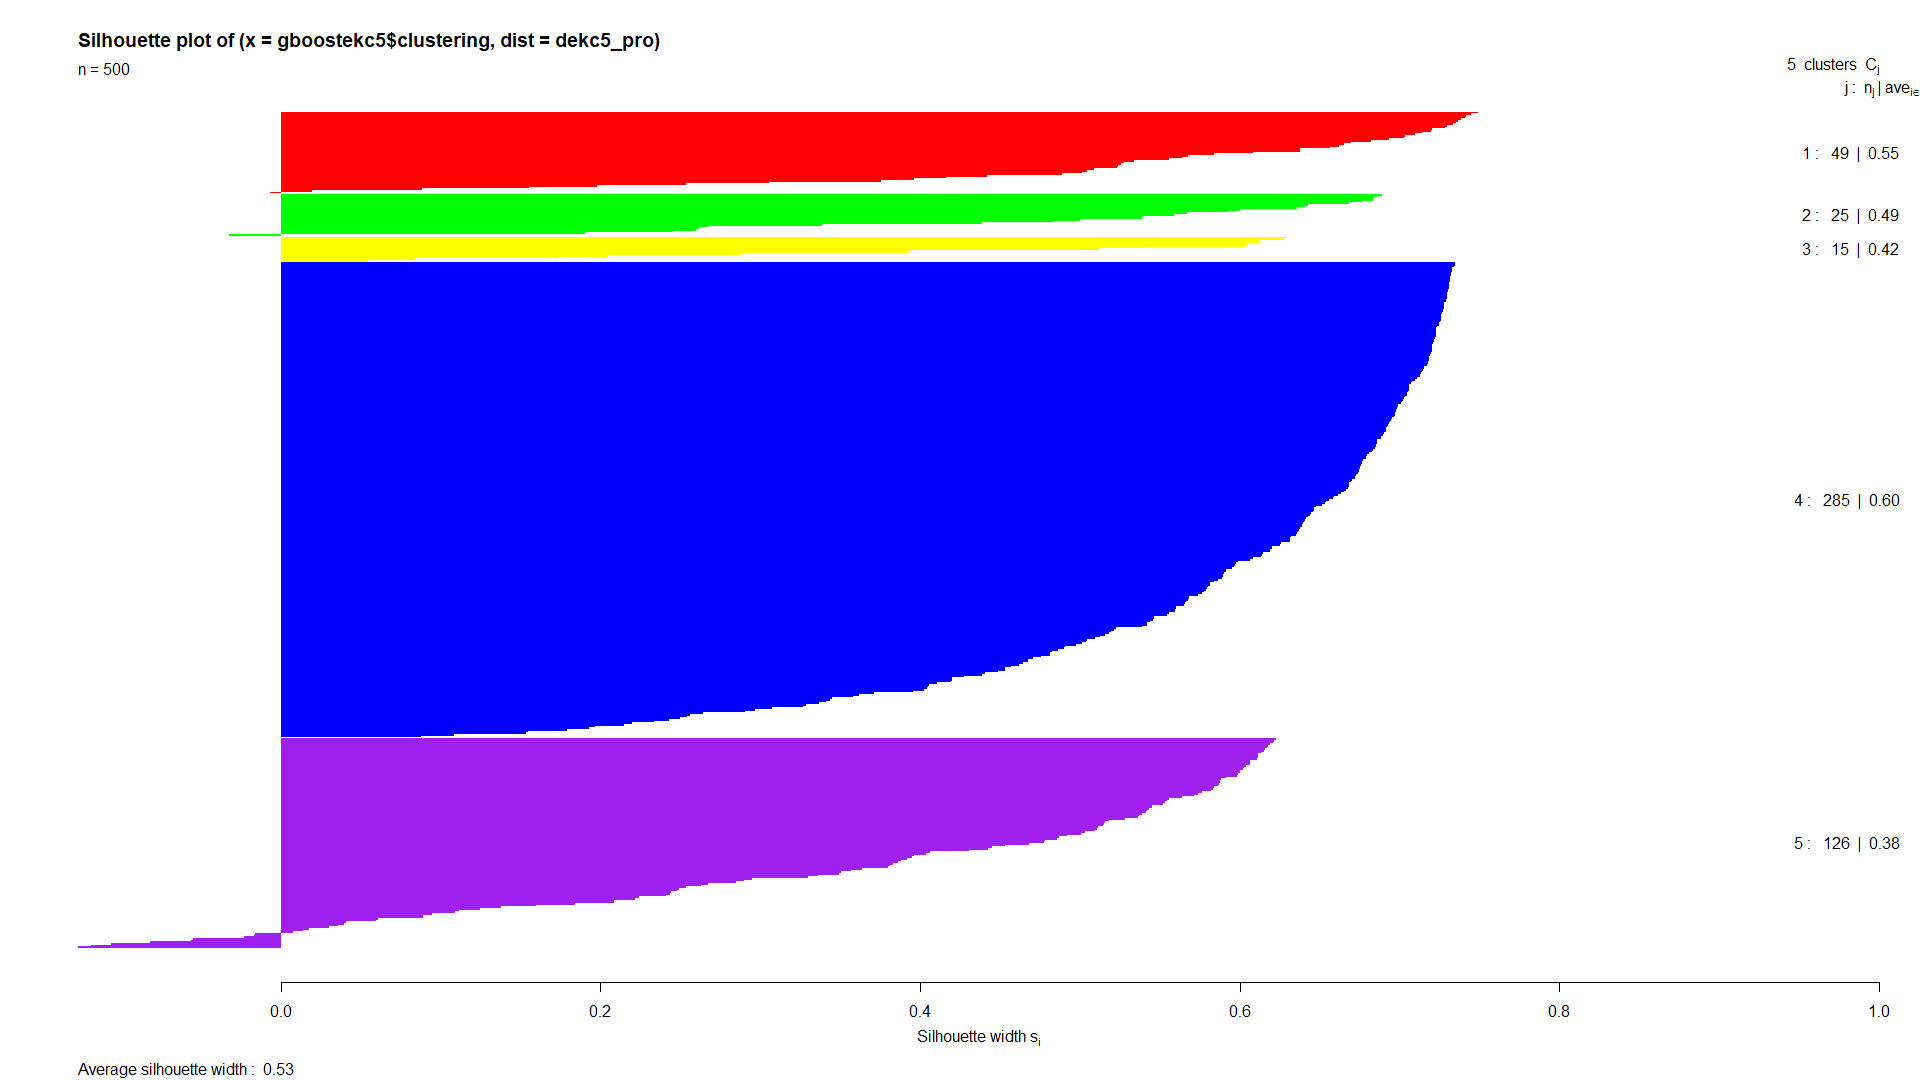 Silhouette plot of (x = gboostekc5$clustering, dist = dekc5_pro)
n = 500
5 clusters Cj
j : nj | avei∈
1 : 49 | 0.55
2 : 25 | 0.49
3 : 15 | 0.42
4 : 285 | 0.60
5 : 126 | 0.38
0.0 0.2 0.4 0.6 0.8 1.0
Silhouette width si
Average silhouette width : 0.53